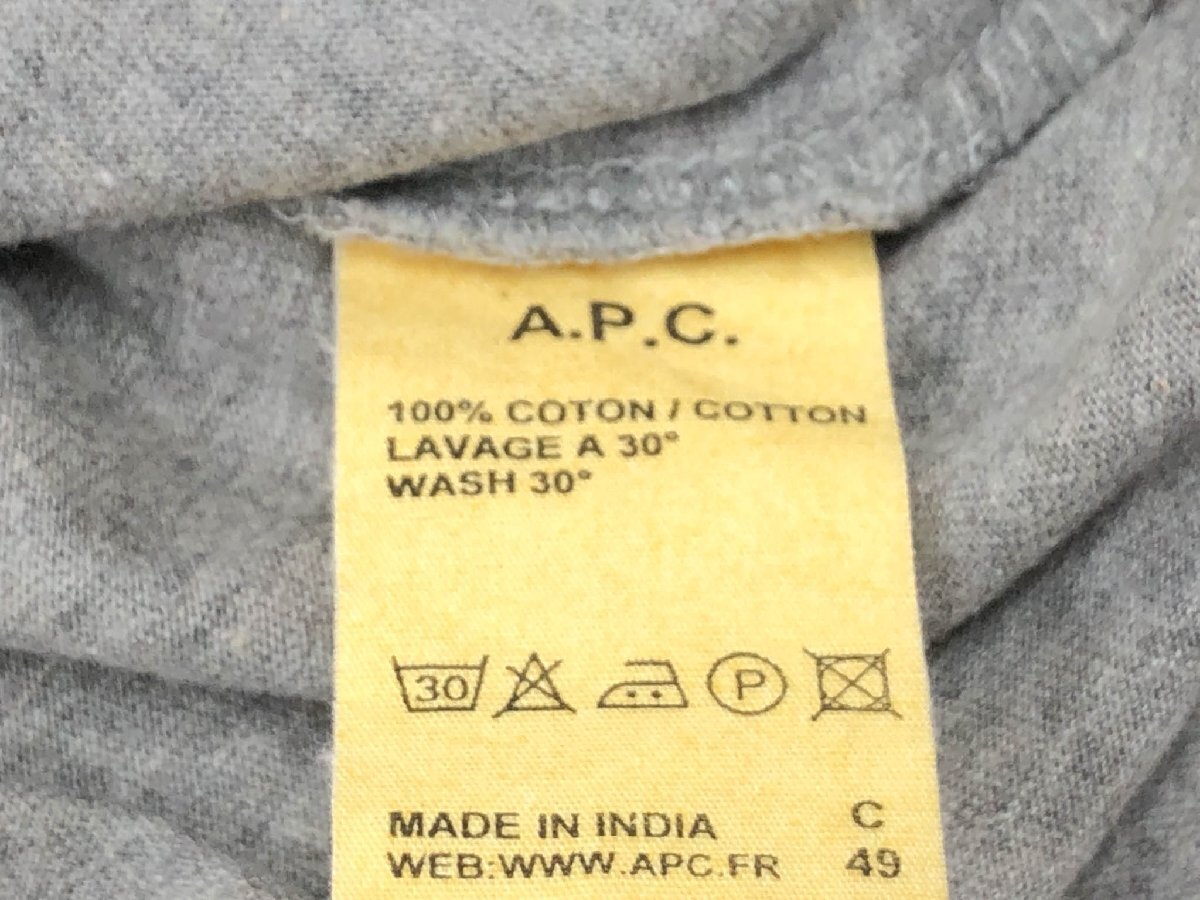 A.P.C.
100% COTON / COTTON
LAVAGE A 30°
WASH 30°
30 P
MADE IN INDIA C
WEB:WWW.APC.FR 49